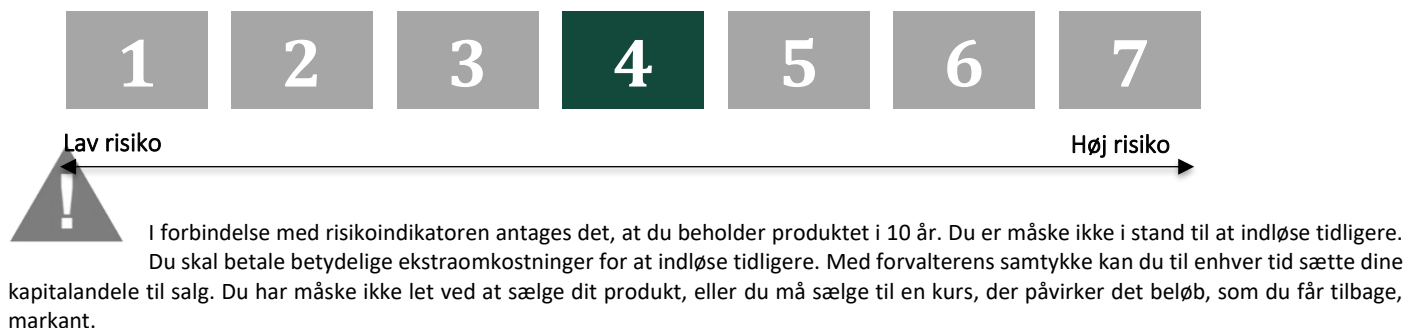 1 2 3 4 5 6 7
Lav risiko Høj risiko
!
I forbindelse med risikoindikatoren antages det, at du beholder produktet i 10 år. Du er måske ikke i stand til at indløse tidligere.
Du skal betale betydelige ekstraomkostninger for at indløse tidligere. Med forvalterens samtykke kan du til enhver tid sætte dine
kapitalandele til salg. Du har måske ikke let ved at sælge dit produkt, eller du må sælge til en kurs, der påvirker det beløb, som du får tilbage,
markant.